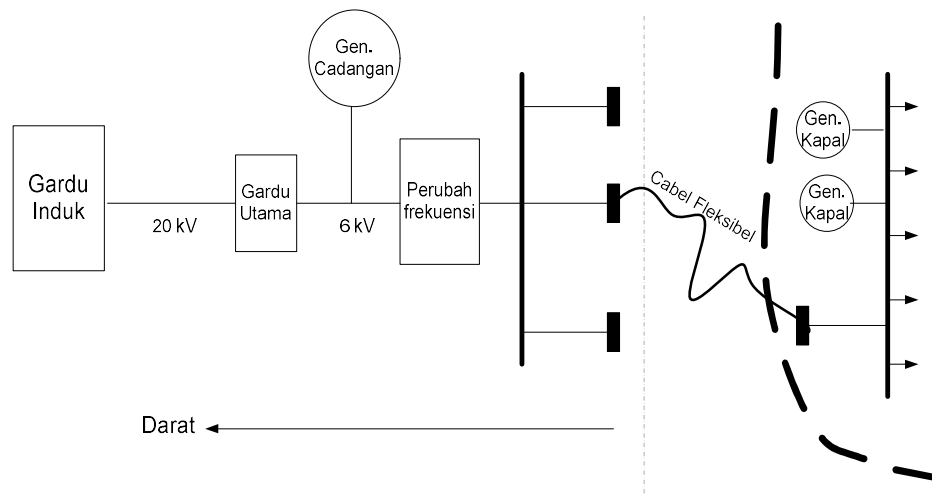 Gen.
Cadangan
Gardu
Induk
20 kV
Gardu
Utama
6 kV
Perubah
frekuensi
Cabel Fleksibel
Gen.
Kapal
Gen.
Kapal
Darat